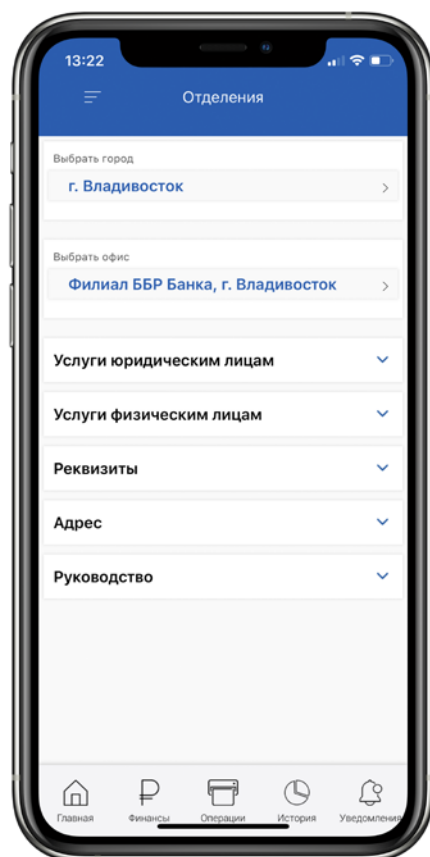 13:22
Отделения
Выбрать город
г. Владивосток
Выбрать офис
Филиал ББР Банка, г. Владивосток
Услуги юридическим лицам
Услуги физическим лицам
Реквизиты
Адрес
Руководство
Главная Финансы Операции История Уведомления